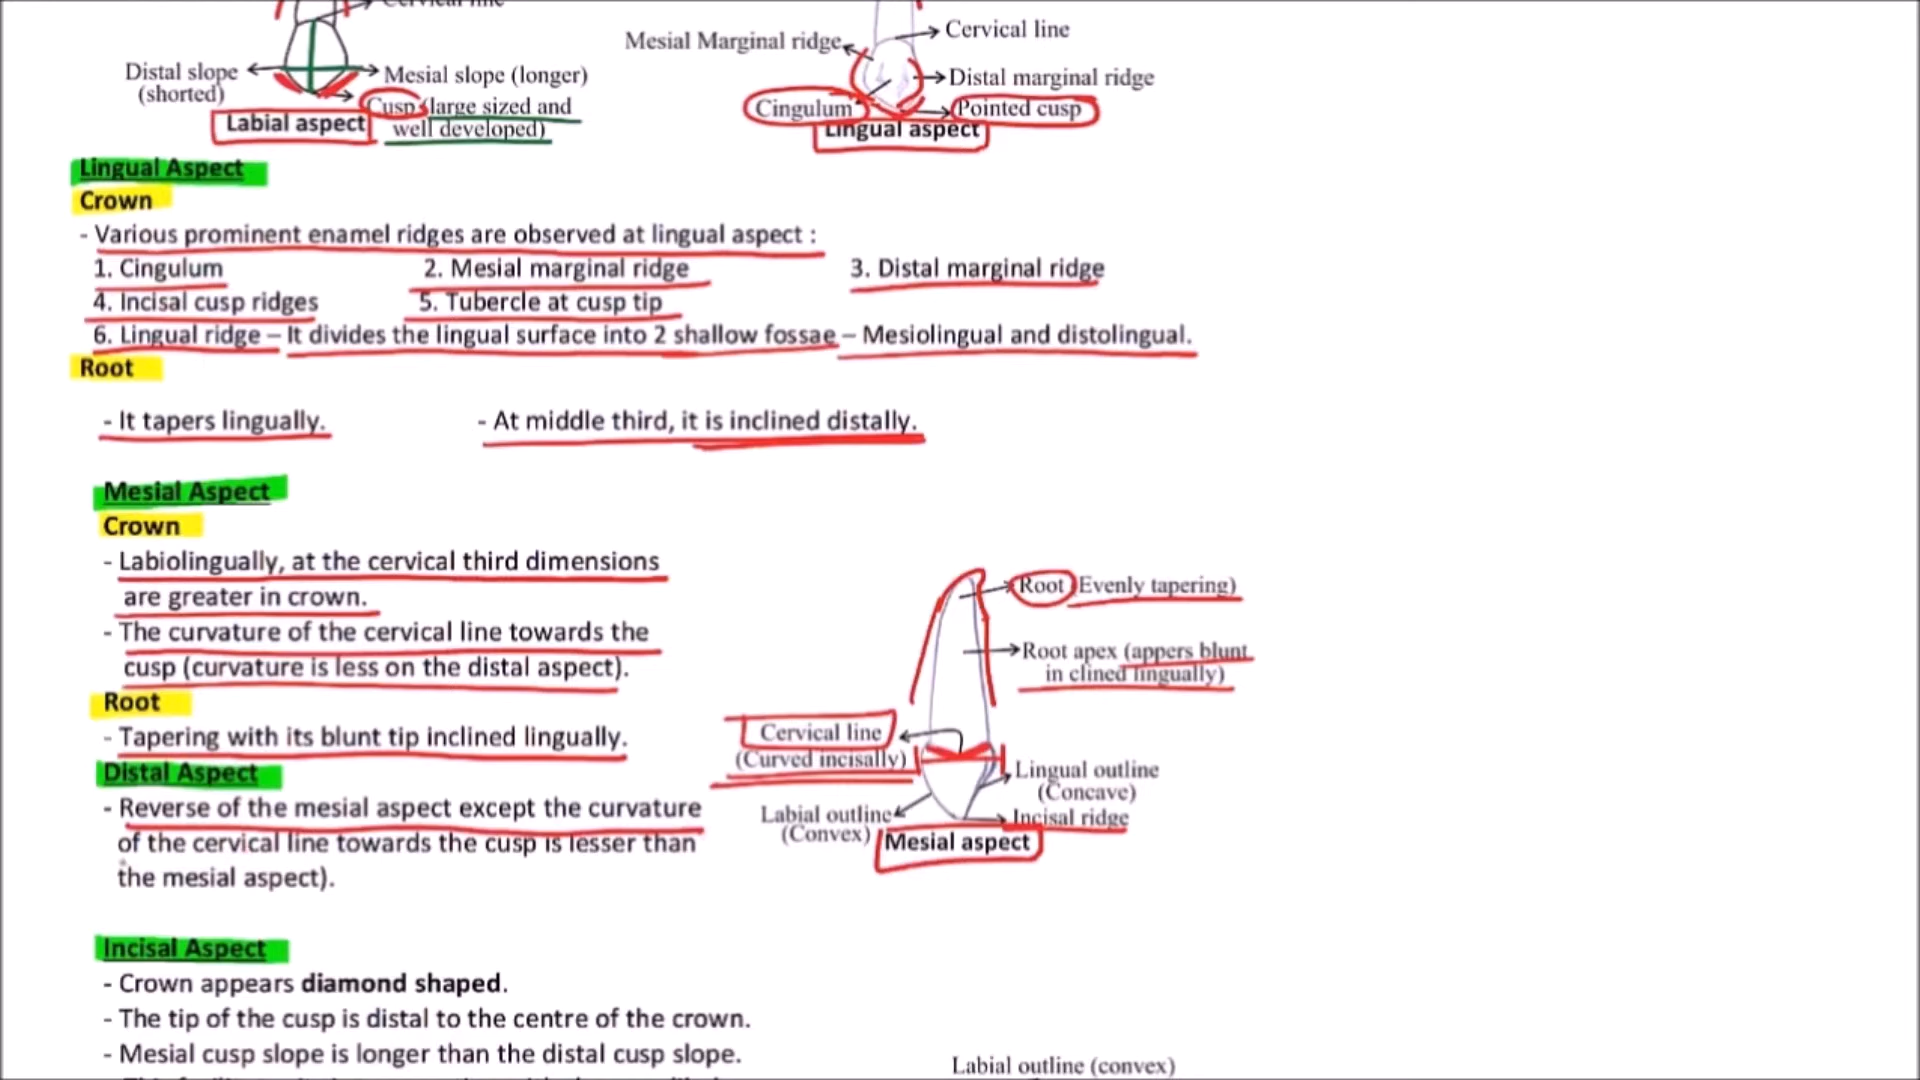 Cervical line
Distal slope
(shorted)
Mesial slope (longer)
Cusp (large sized and
well developed)
Labial aspect
Mesial Marginal ridge
Cervical line
Distal marginal ridge
Cingulum
Pointed cusp
Lingual aspect
Lingual Aspect
Crown
- Various prominent enamel ridges are observed at lingual aspect :
1. Cingulum 2. Mesial marginal ridge 3. Distal marginal ridge
4. Incisal cusp ridges 5. Tubercle at cusp tip
6. Lingual ridge – It divides the lingual surface into 2 shallow fossae – Mesiolingual and distolingual.
Root
- It tapers lingually. - At middle third, it is inclined distally.
Mesial Aspect
Crown
- Labiolingually, at the cervical third dimensions
are greater in crown.
- The curvature of the cervical line towards the
cusp (curvature is less on the distal aspect).
Root
- Tapering with its blunt tip inclined lingually.
Root (Evenly tapering)
Root apex (appers blunt
in clined lingually)
Cervical line
(Curved incisally)
Lingual outline
(Concave)
Labial outline
(Convex)
Incisal ridge
Mesial aspect
Distal Aspect
- Reverse of the mesial aspect except the curvature
of the cervical line towards the cusp is lesser than
the mesial aspect).
Incisal Aspect
- Crown appears diamond shaped.
- The tip of the cusp is distal to the centre of the crown.
- Mesial cusp slope is longer than the distal cusp slope.
Labial outline (convex)